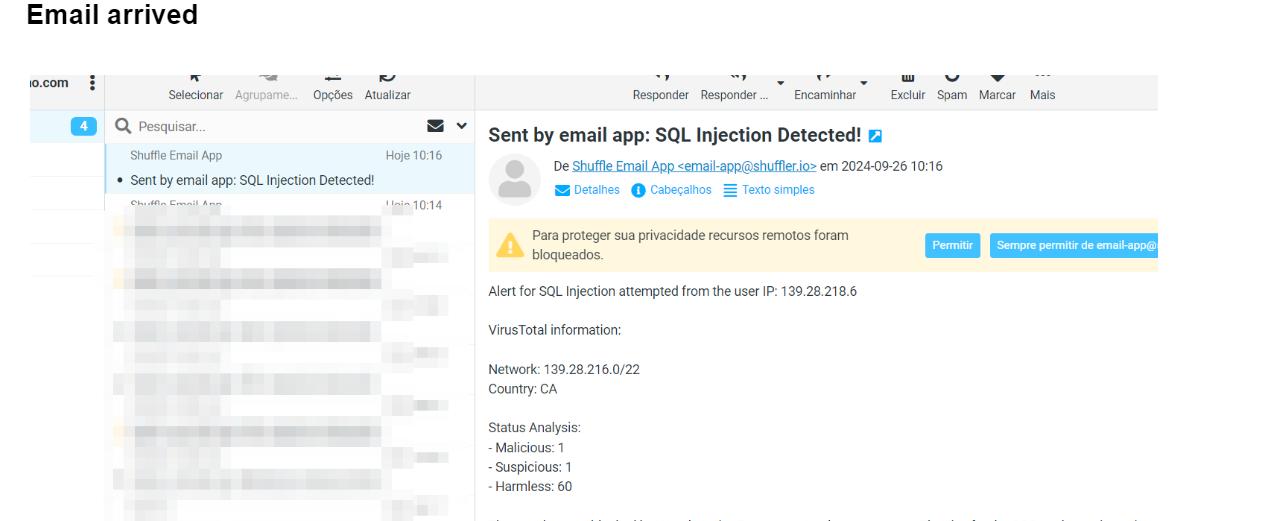 Email arrived
io.com
Selecionar Agrupame... Opções Atualizar
Responder Responder ... Encaminhar Excluir Spam Marcar Mais
4
Pesquisar...
Shuffle Email App Hoje 10:16
Sent by email app: SQL Injection Detected!
Shuffle Email App Hoje 10:14
Sent by email app: SQL Injection Detected!
De Shuffle Email App <email-app@shuffler.io> em 2024-09-26 10:16
Detalhes Cabeçalhos Texto simples
Para proteger sua privacidade recursos remotos foram
bloqueados.
Permitir Sempre permitir de email-app@
Alert for SQL Injection attempted from the user IP: 139.28.218.6
VirusTotal information:
Network: 139.28.216.0/22
Country: CA
Status Analysis:
- Malicious: 1
- Suspicious: 1
- Harmless: 60